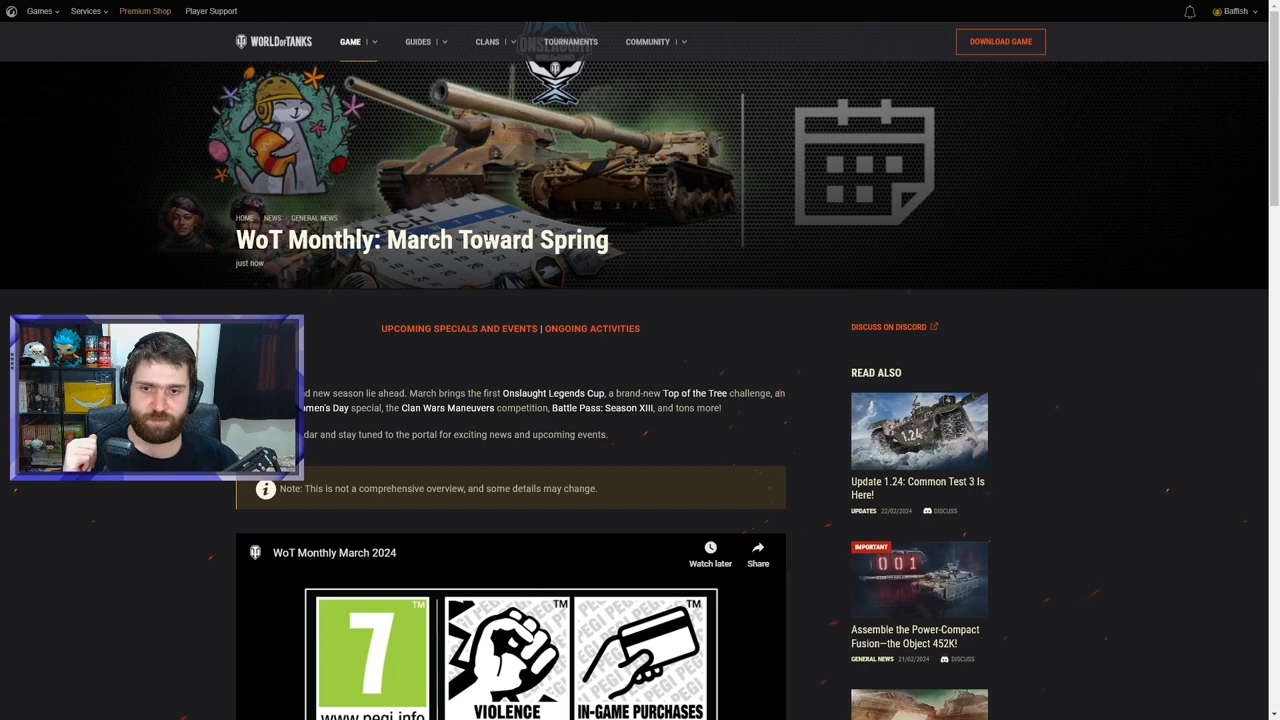 Games
Services
Premium Shop
Player Support
Baffish
WORLD OF TANKS
GAME
GUIDES
CLANS
TOURNAMENTS
COMMUNITY
DOWNLOAD GAME
ONSLAUGHT
HOME
NEWS
GENERAL NEWS
WoT Monthly: March Toward Spring
just now
UPCOMING SPECIALS AND EVENTS | ONGOING ACTIVITIES
d new season lie ahead. March brings the first Onslaught Legends Cup, a brand-new Top of the Tree challenge, an
omen's Day special, the Clan Wars Maneuvers competition, Battle Pass: Season XIII, and tons more!
dar and stay tuned to the portal for exciting news and upcoming events.
Note: This is not a comprehensive overview, and some details may change.
WoT Monthly March 2024
Watch later
Share
7
TM
www.pegi.info
TM
VIOLENCE
TM
IN-GAME PURCHASES
DISCUSS ON DISCORD
READ ALSO
1.24
Update 1.24: Common Test 3 Is
Here!
UPDATES 22/02/2024 DISCUSS
IMPORTANT
001
Assemble the Power-Compact
Fusion—the Object 452K!
GENERAL NEWS 21/02/2024 DISCUSS